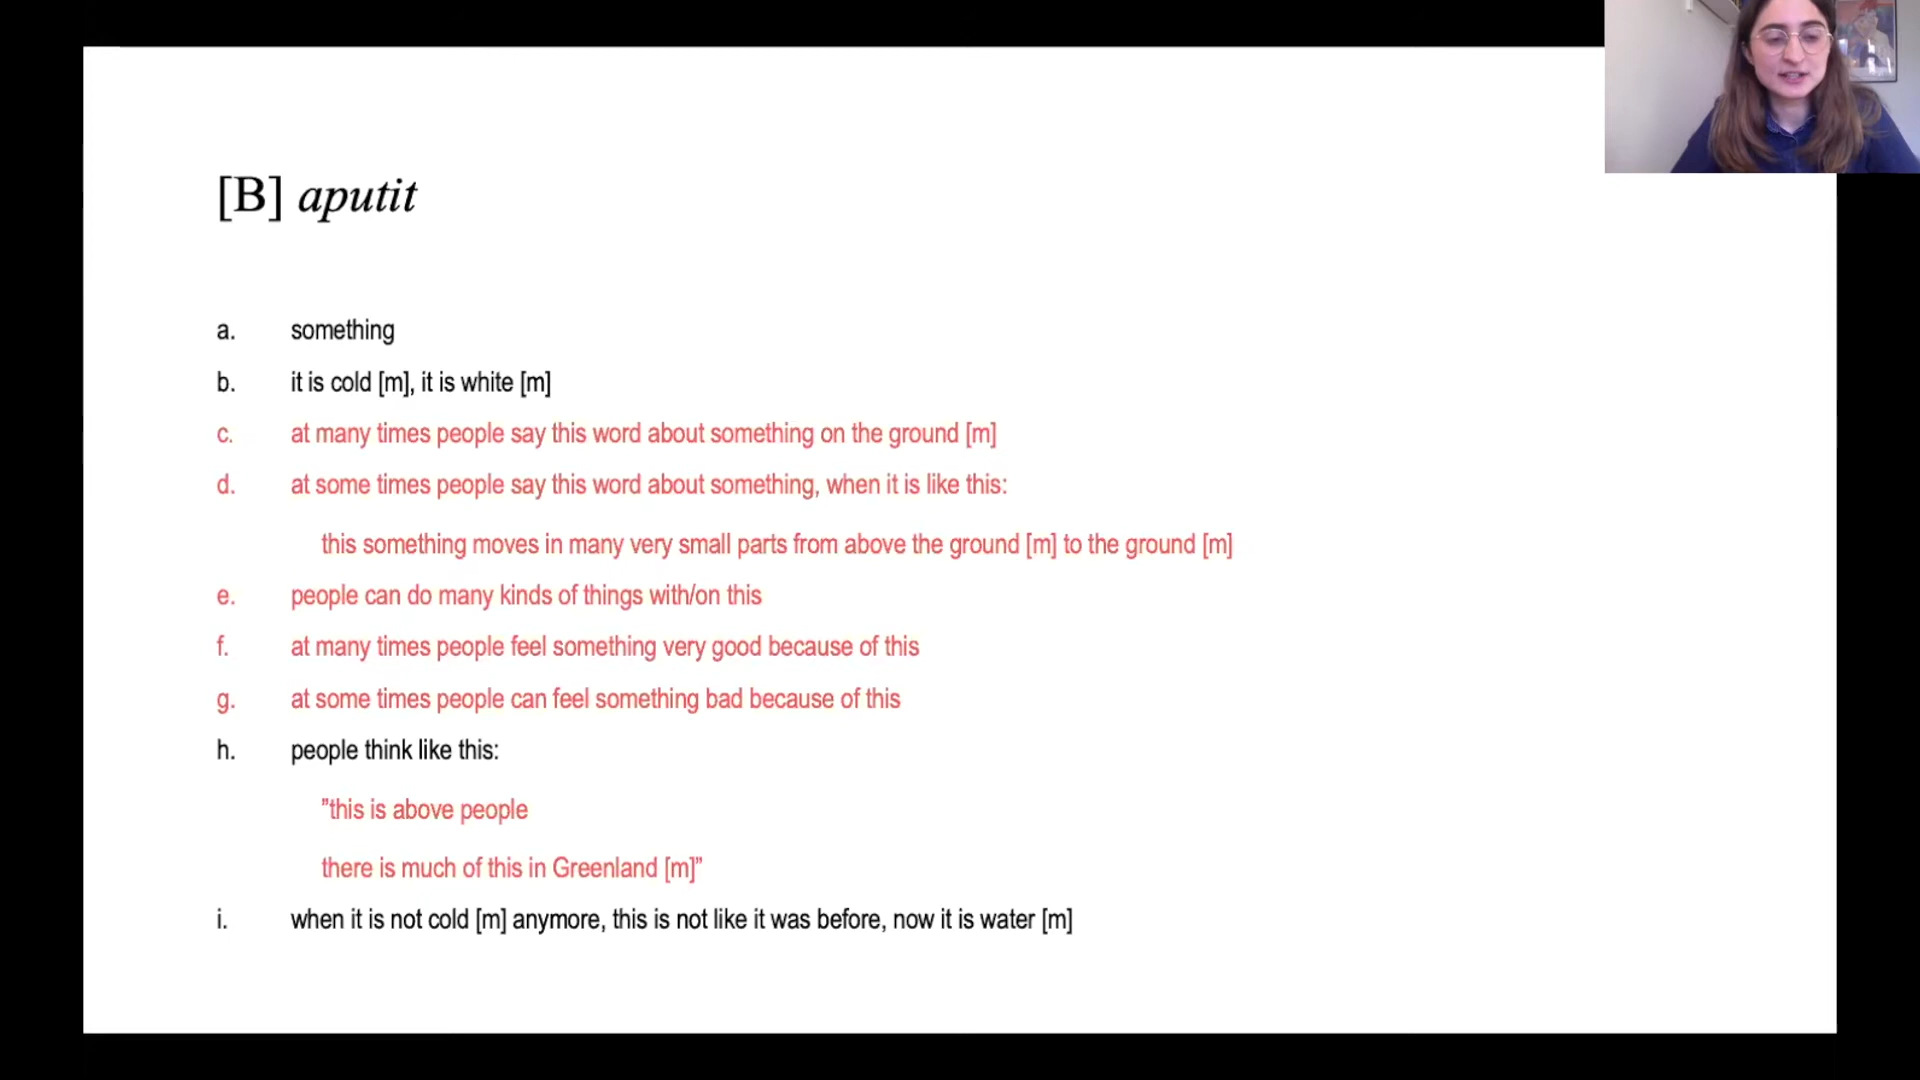 [B] aputit
a. something
b. it is cold [m], it is white [m]
c. at many times people say this word about something on the ground [m]
d. at some times people say this word about something, when it is like this:
this something moves in many very small parts from above the ground [m] to the ground [m]
e. people can do many kinds of things with/on this
f. at many times people feel something very good because of this
g. at some times people can feel something bad because of this
h. people think like this:
”this is above people
there is much of this in Greenland [m]”
i. when it is not cold [m] anymore, this is not like it was before, now it is water [m]